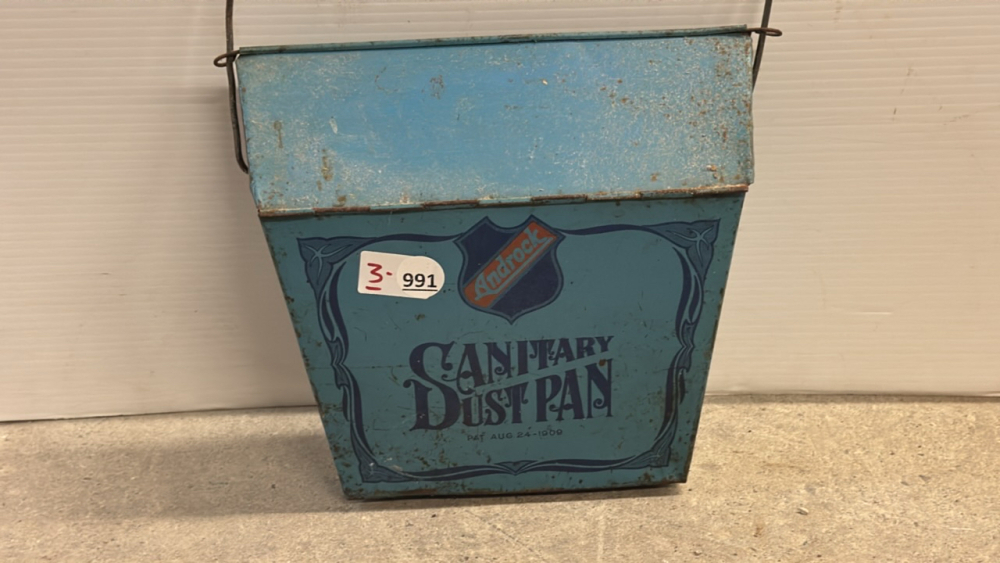 Androck
3-
991
SANITARY
DUST PAN
PAT AUG 24-1909